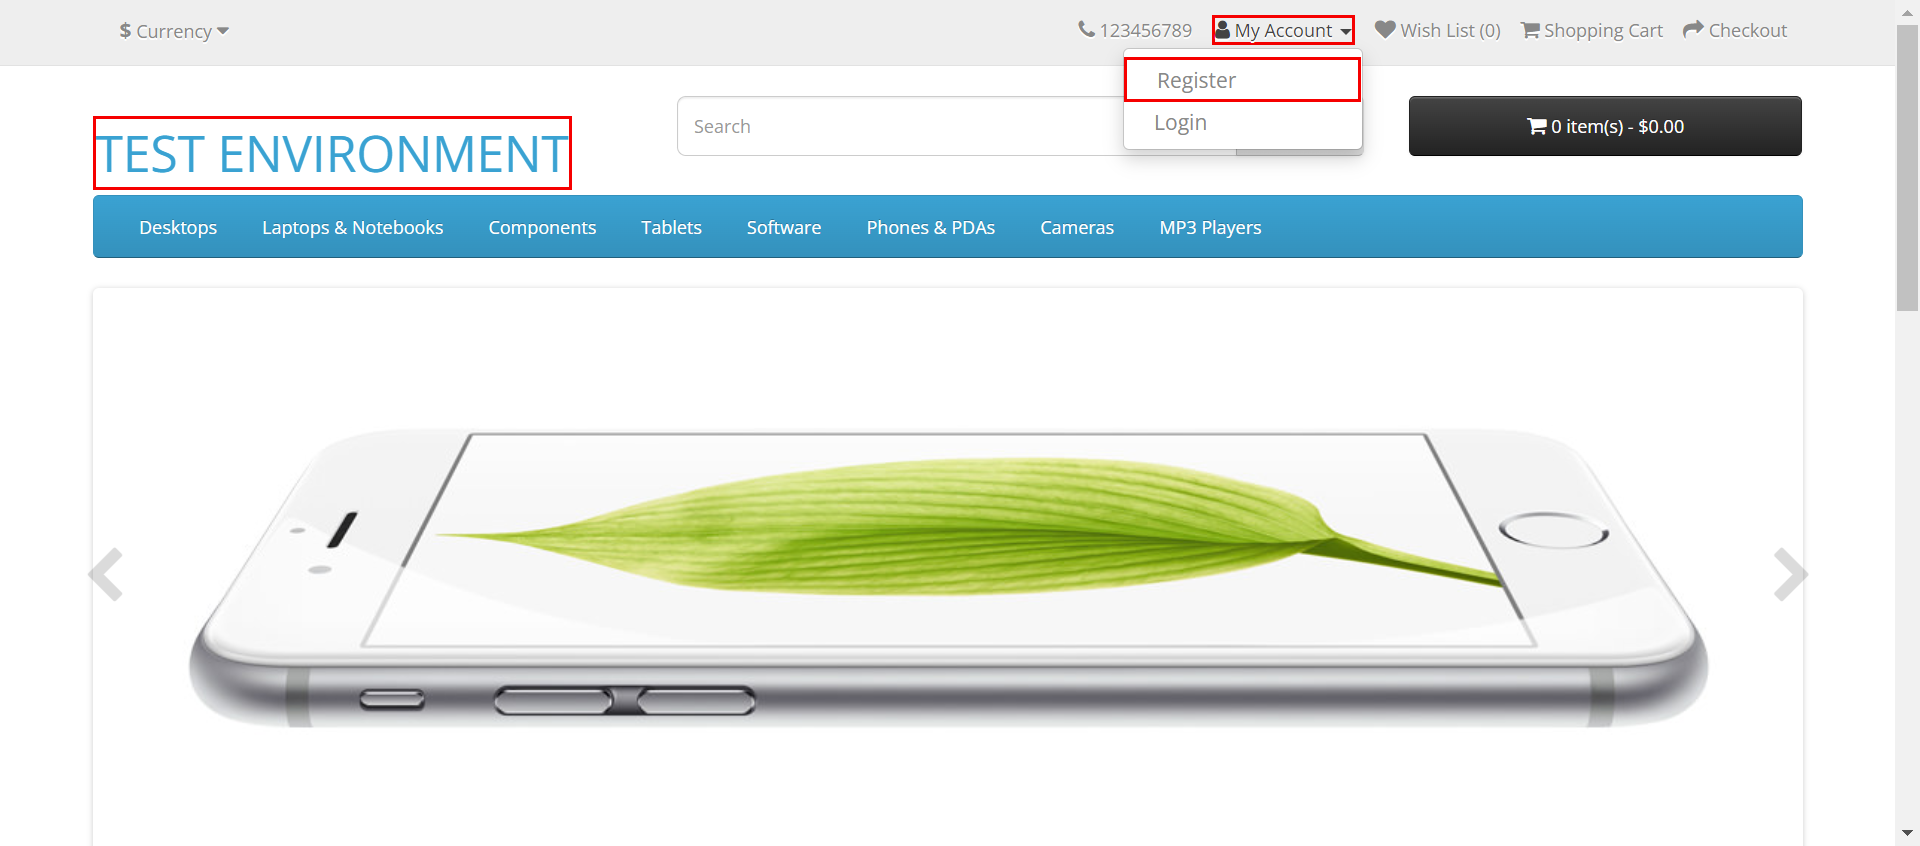 $ Currency
123456789
My Account
Wish List (0)
Shopping Cart
Checkout
Register
Login
TEST ENVIRONMENT
Search
0 item(s) - $0.00
Desktops
Laptops & Notebooks
Components
Tablets
Software
Phones & PDAs
Cameras
MP3 Players